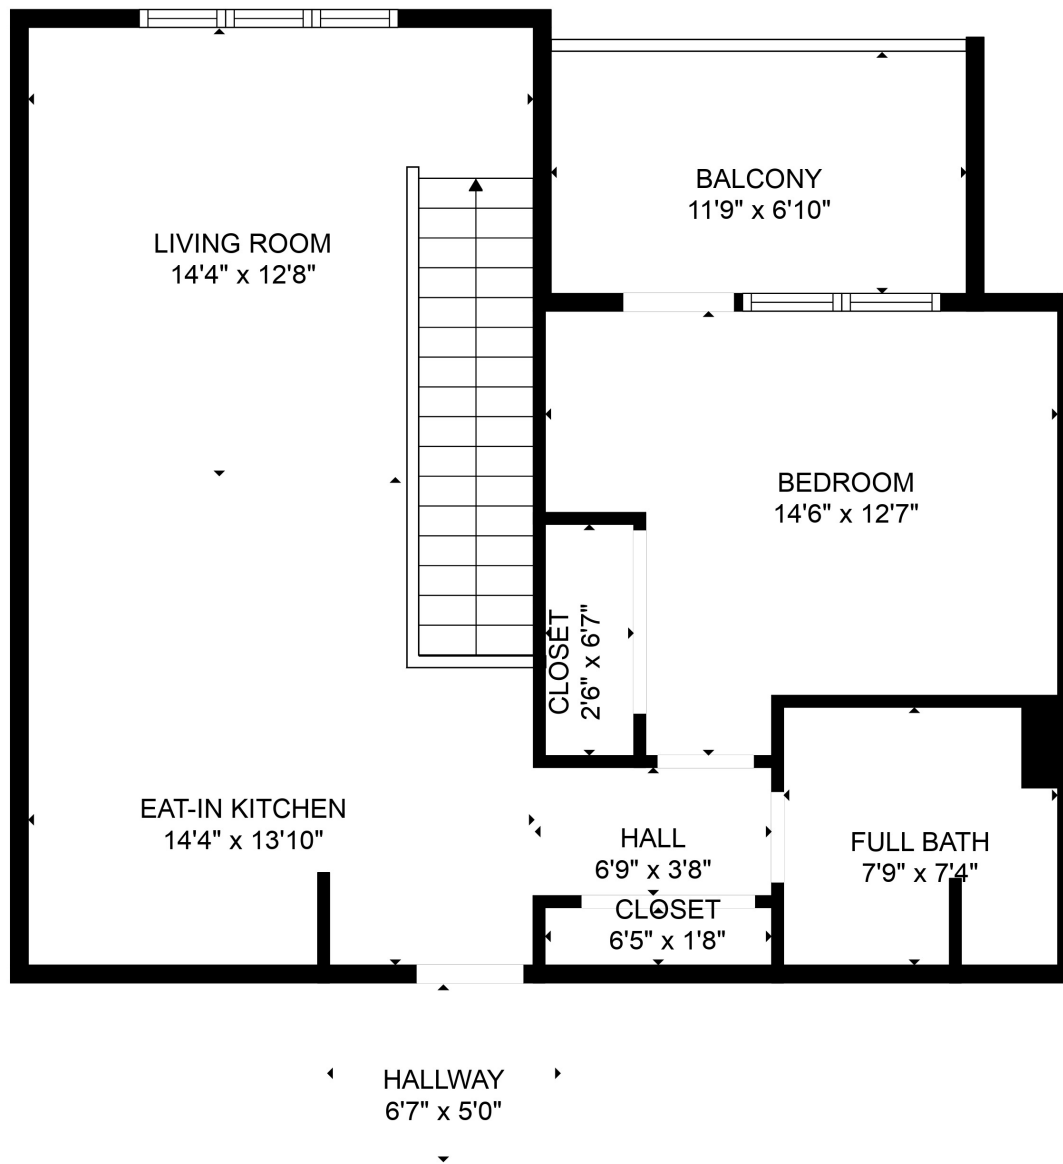 BALCONY
11'9" x 6'10"
LIVING ROOM
14'4" x 12'8"
BEDROOM
14'6" x 12'7"
CLOSET
2'6" x 6'7"
EAT-IN KITCHEN
14'4" x 13'10"
HALL
6'9" x 3'8"
FULL BATH
7'9" x 7'4"
CLOSET
6'5" x 1'8"
HALLWAY
6'7" x 5'0"